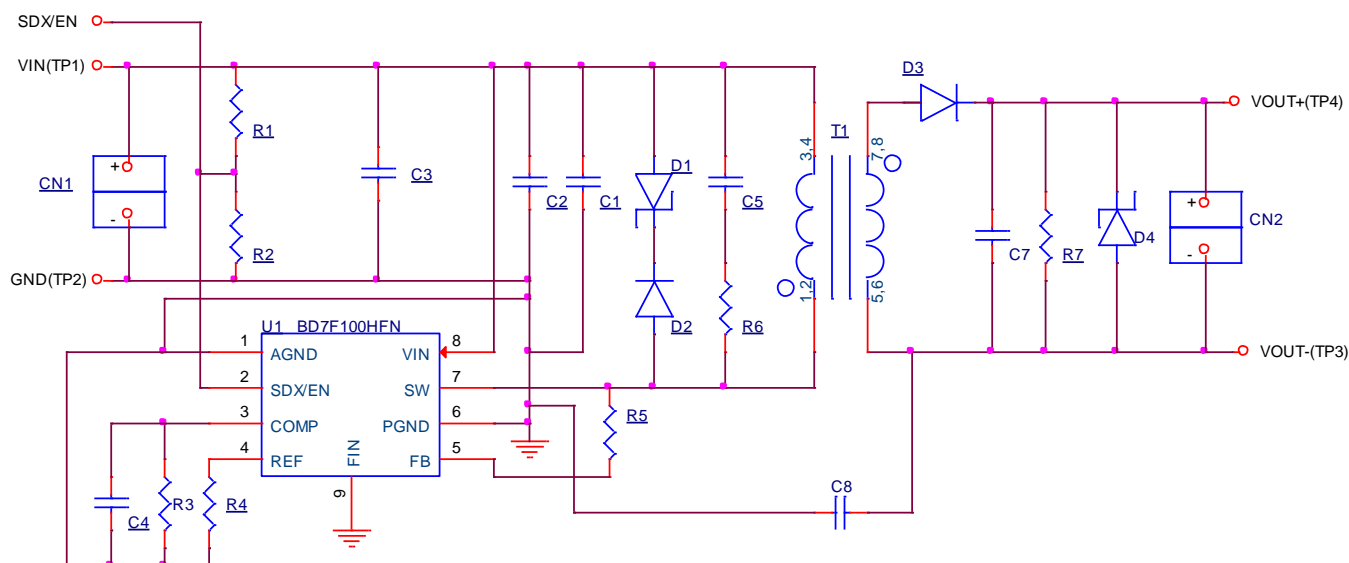 SDX/EN
VIN(TP1)
D3
VOUT+(TP4)
R1
T1
3,4
7,8
+
CN1
-
C3
C2
C1
D1
C5
+
CN2
-
R2
C7
R7
D4
GND(TP2)
1,2
5,6
D2
R6
U1 BD7F100HFN
1
AGND
VIN
8
VOUT-(TP3)
2
SDX/EN
SW
7
3
COMP
PGND
6
R5
4
REF
FIN
FB
5
9
C8
C4
R3
R4